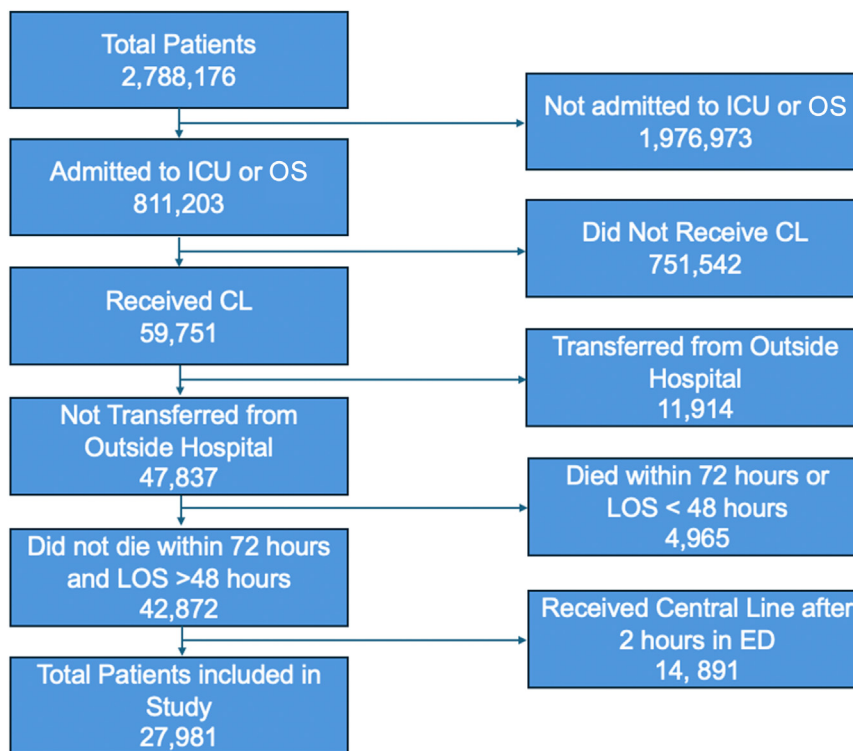 Total Patients
2,788,176
Not admitted to ICU or OS
1,976,973
Admitted to ICU or OS
811,203
Did Not Receive CL
751,542
Received CL
59,751
Transferred from Outside
Hospital
11,914
Not Transferred from
Outside Hospital
47,837
Died within 72 hours or
LOS < 48 hours
4,965
Did not die within 72 hours
and LOS >48 hours
42,872
Received Central Line after
2 hours in ED
14, 891
Total Patients included in
Study
27,981